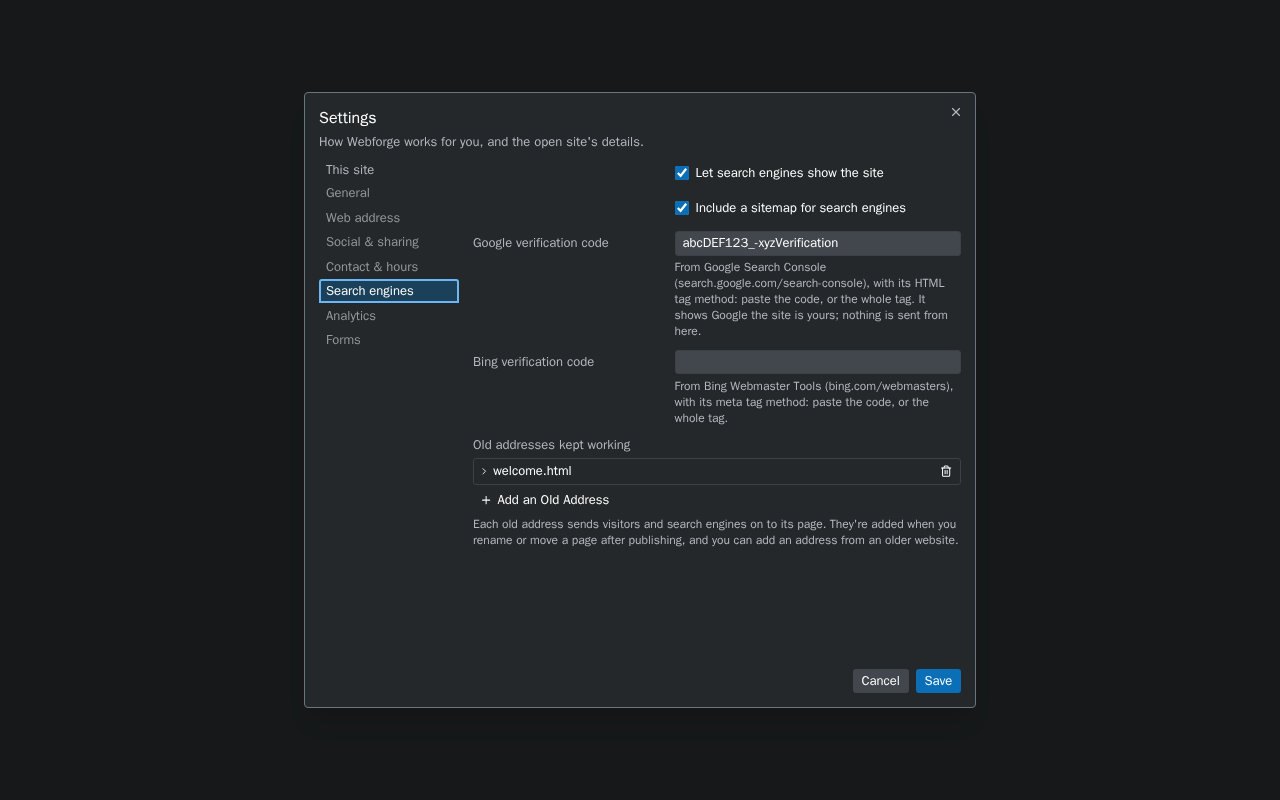 Settings
How Webforge works for you, and the open site's details.
This site
General
Web address
Social & sharing
Contact & hours
Search engines
Analytics
Forms
Let search engines show the site
Include a sitemap for search engines
Google verification code
abcDEF123_-xyzVerification
From Google Search Console
(search.google.com/search-console), with its HTML
tag method: paste the code, or the whole tag. It
shows Google the site is yours; nothing is sent from
here.
Bing verification code
From Bing Webmaster Tools (bing.com/webmasters),
with its meta tag method: paste the code, or the
whole tag.
Old addresses kept working
welcome.html
Add an Old Address
Each old address sends visitors and search engines on to its page. They're added when you
rename or move a page after publishing, and you can add an address from an older website.
Cancel
Save